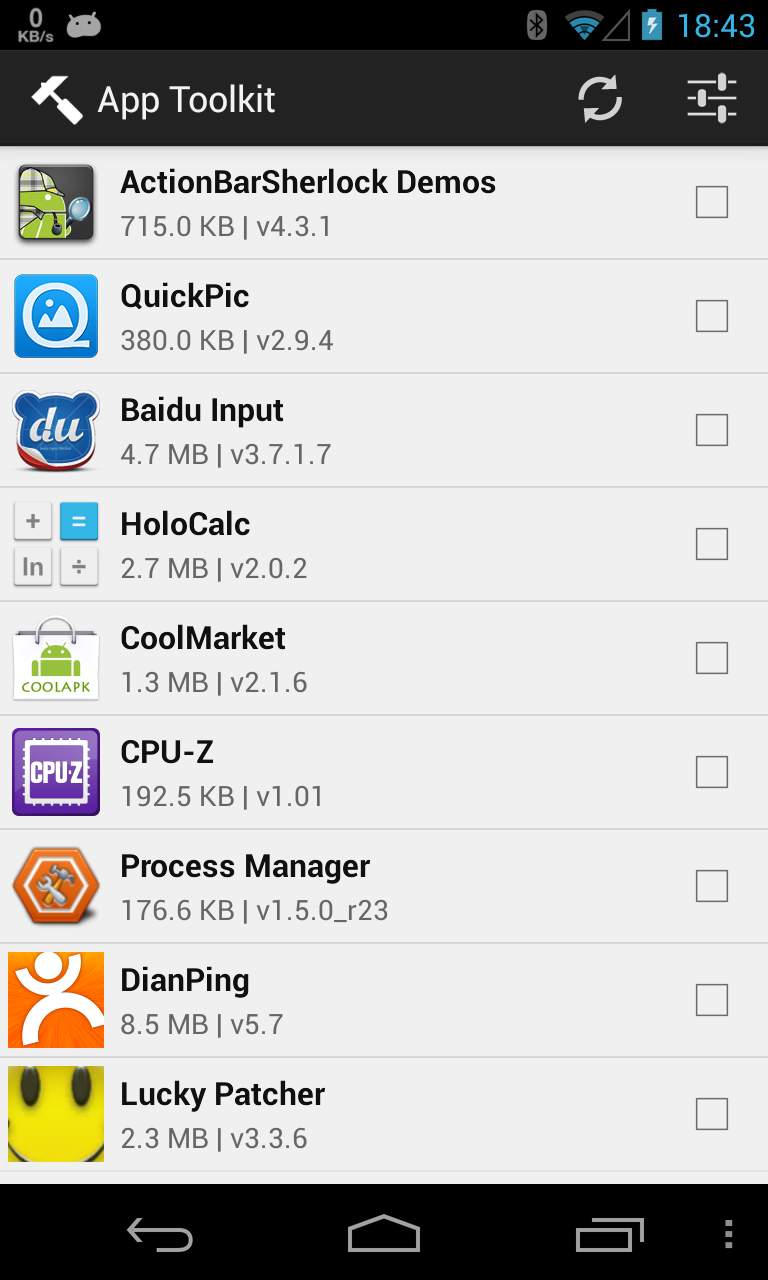 0
KB/s
18:43
App Toolkit
ActionBarSherlock Demos
715.0 KB | v4.3.1
QuickPic
380.0 KB | v2.9.4
du
Baidu Input
4.7 MB | v3.7.1.7
+ =
ln ÷
HoloCalc
2.7 MB | v2.0.2
COOLAPK
CoolMarket
1.3 MB | v2.1.6
CPU-Z
CPU-Z
192.5 KB | v1.01
Process Manager
176.6 KB | v1.5.0_r23
DianPing
8.5 MB | v5.7
Lucky Patcher
2.3 MB | v3.3.6